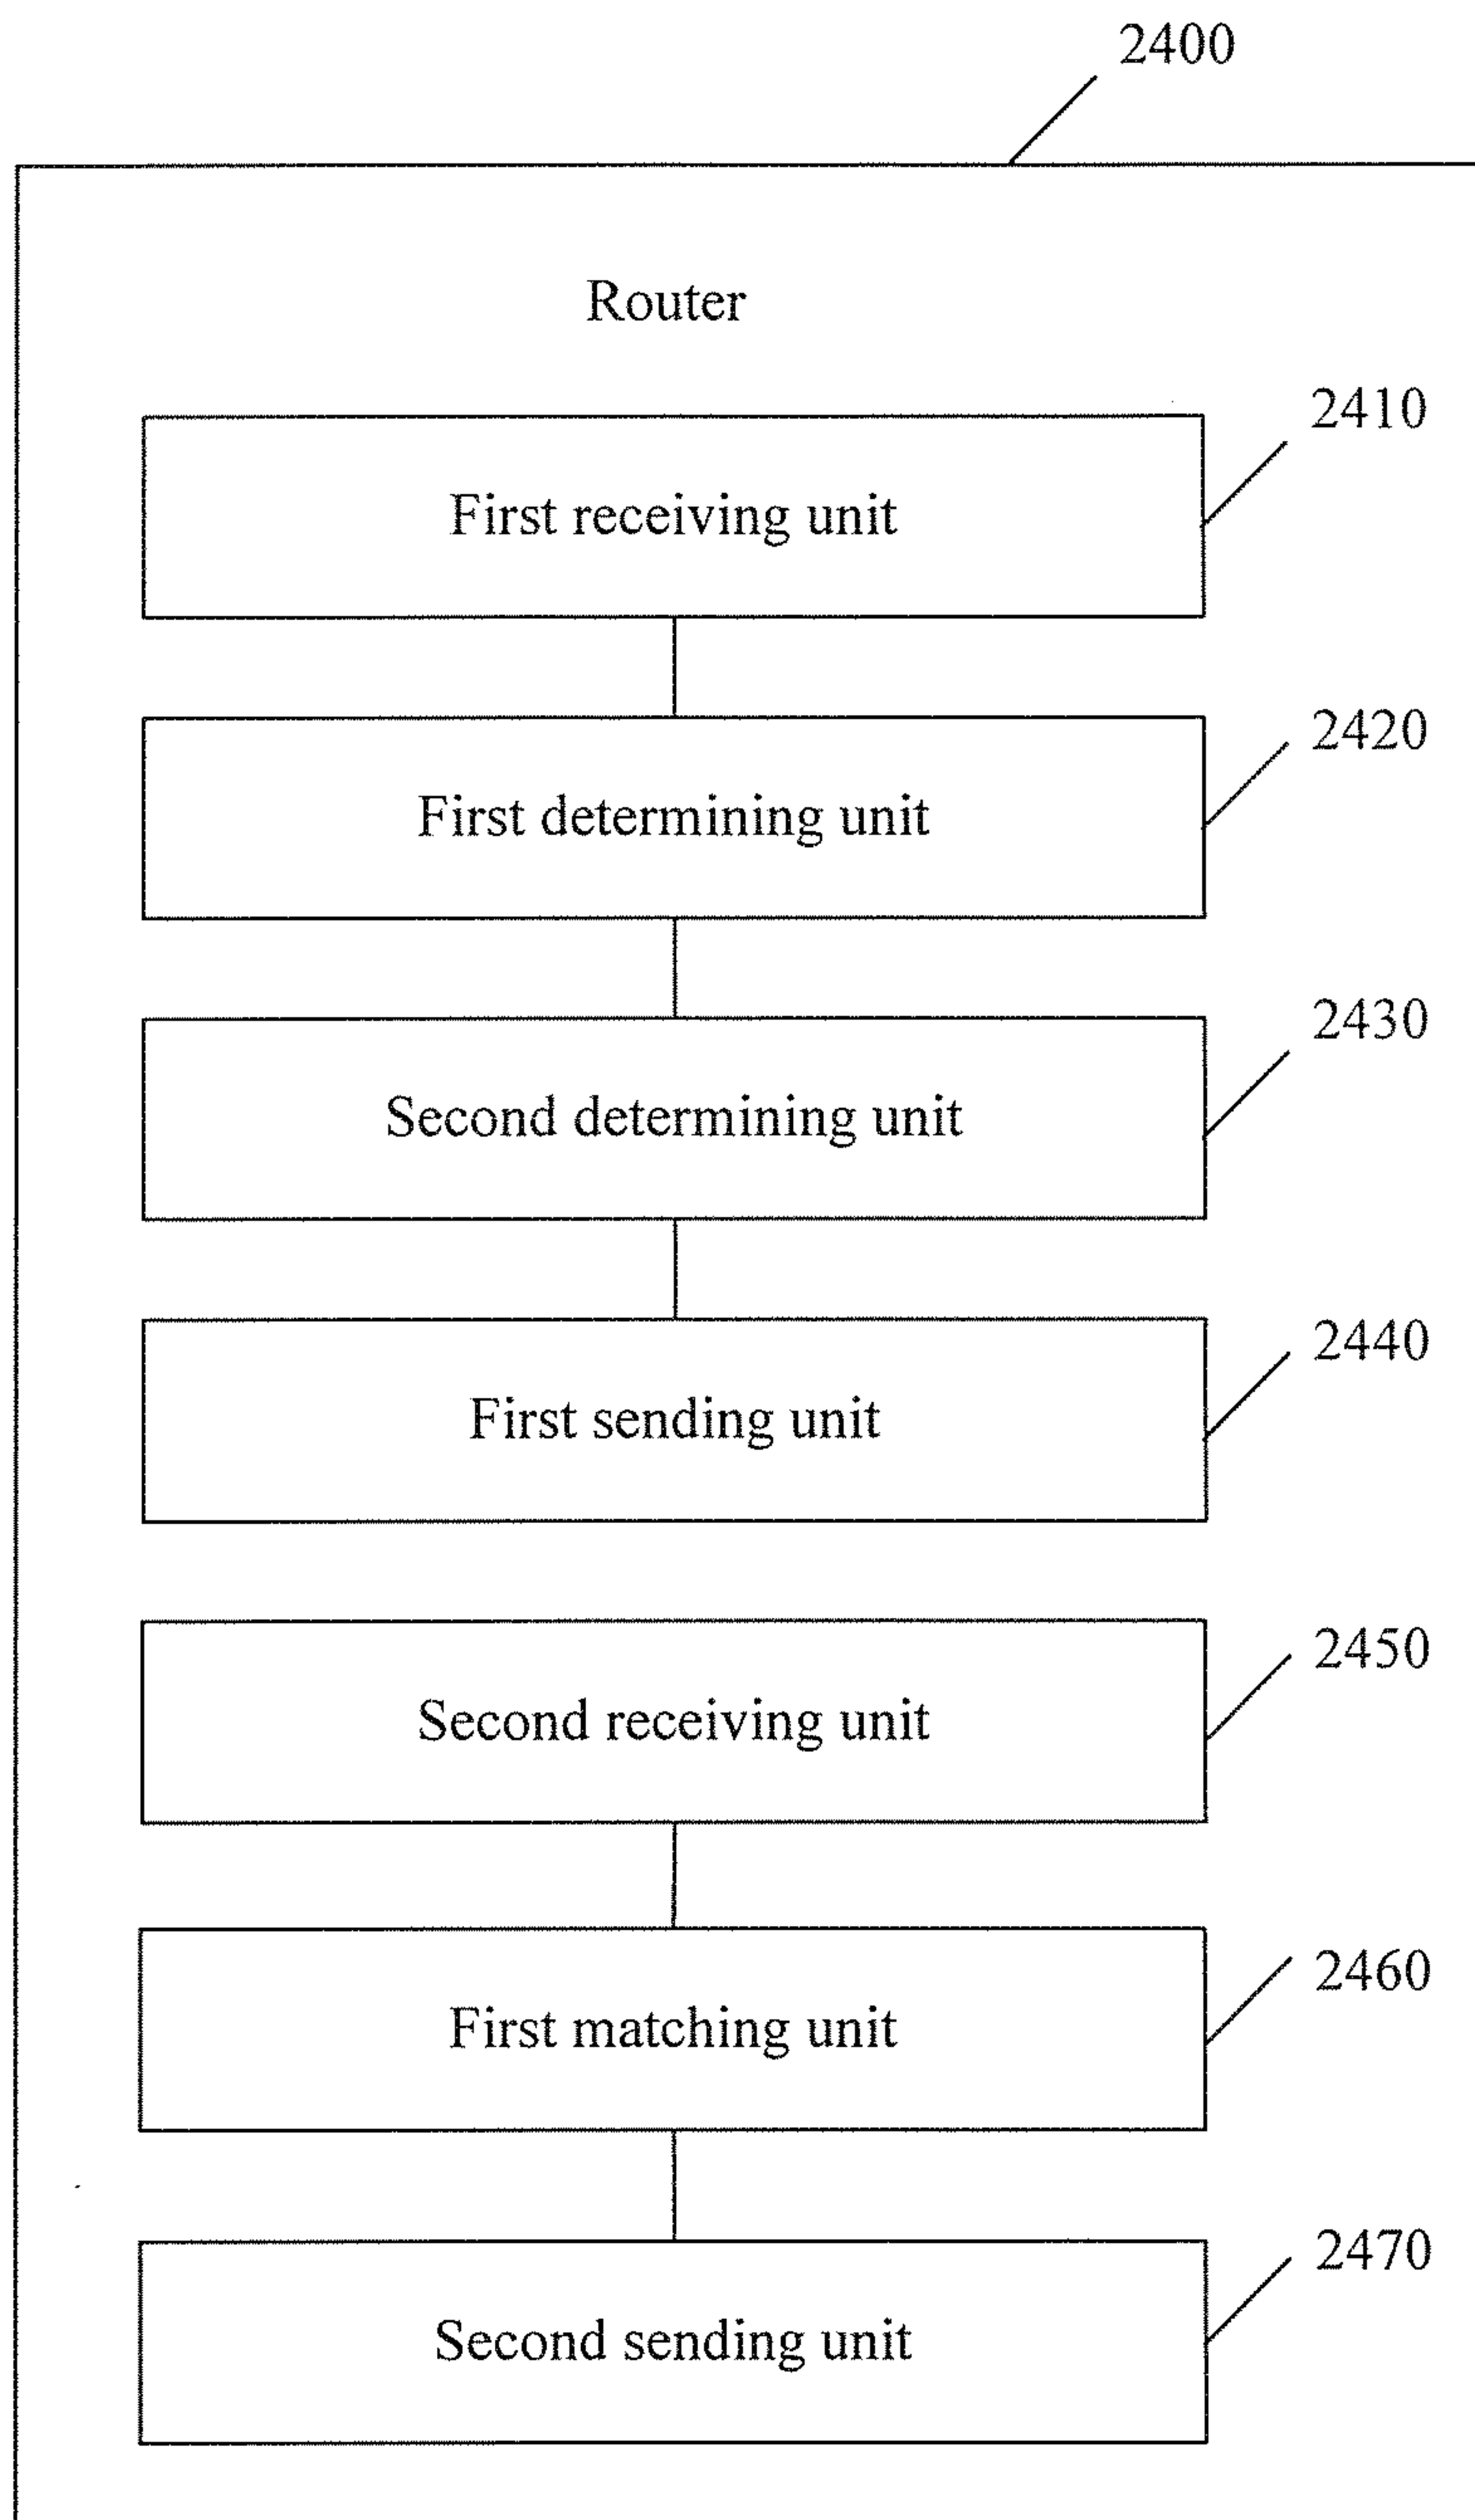 2400
Router
2410
First receiving unit
2420
First determining unit
2430
Second determining unit
2440
First sending unit
2450
Second receiving unit
2460
First matching unit
2470
Second sending unit